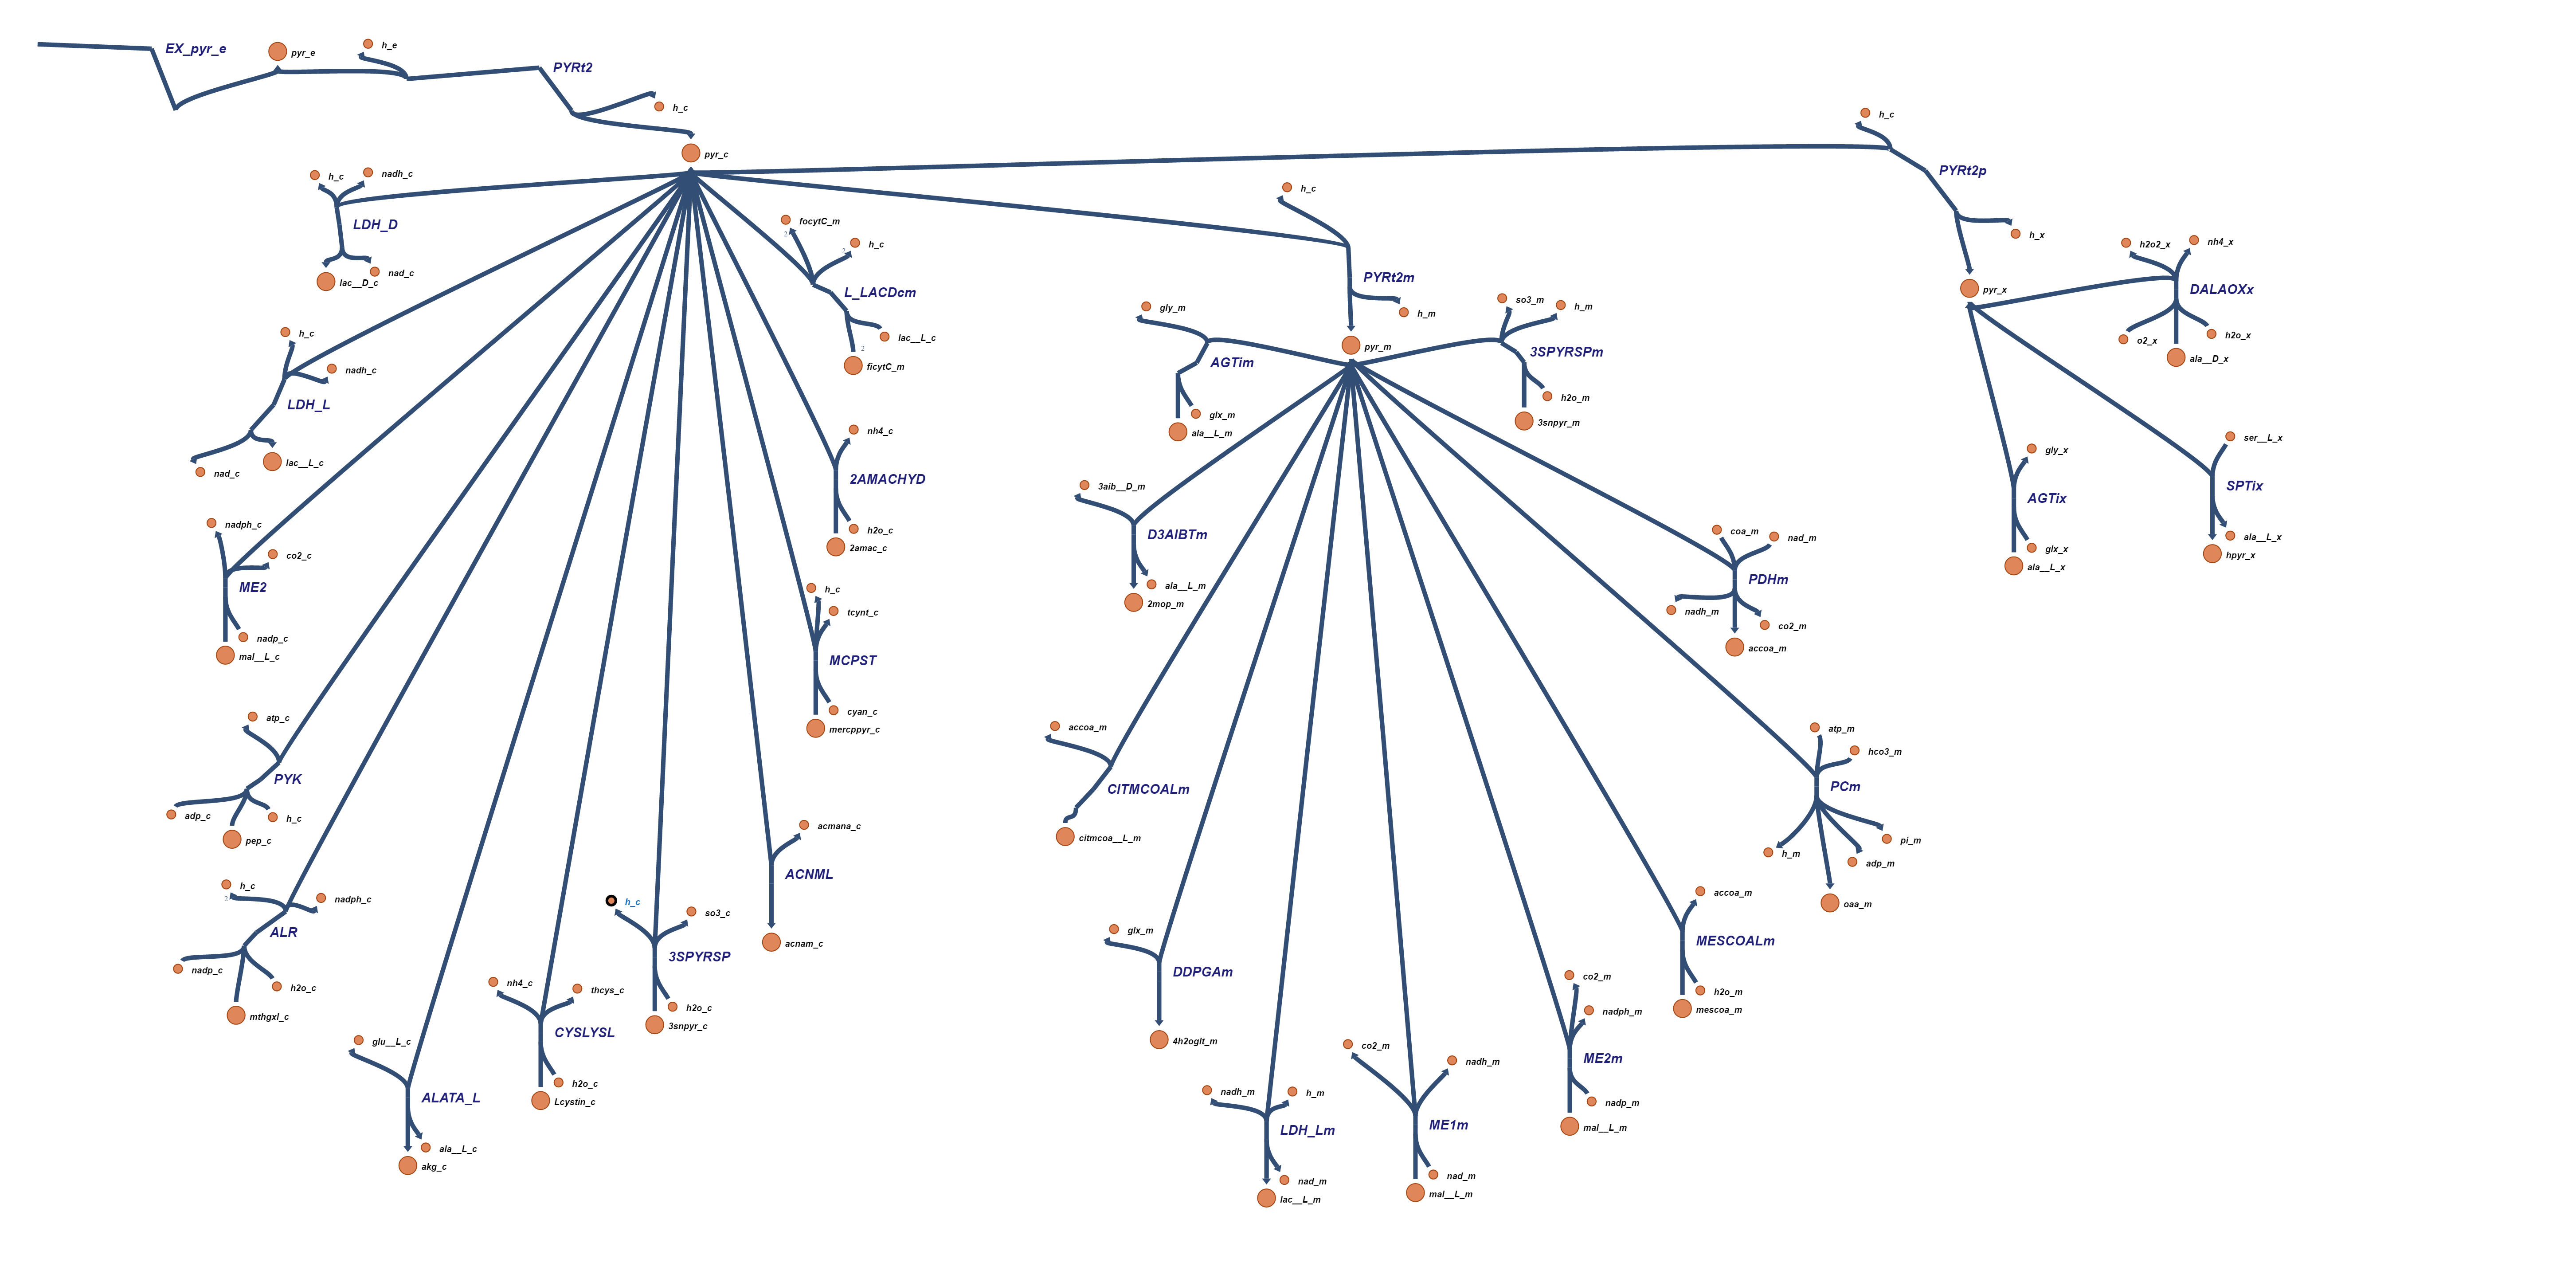 EX_pyr_e
pyr_e
h_e
PYRt2
h_c
pyr_c
h_c
PYRt2p
h_x
pyr_x
h2o2_x
nh4_x
DALAOXx
o2_x
h2o_x
ala__D_x
h_c
nadh_c
LDH_D
lac__D_c
nad_c
focytC_m
2
h_c
2
L_LACDcm
lac__L_c
2
ficytC_m
h_c
PYRt2m
h_m
pyr_m
gly_m
AGTim
glx_m
ala__L_m
so3_m
h_m
3SPYRSPm
h2o_m
3snpyr_m
h_c
nadh_c
LDH_L
nad_c
lac__L_c
nh4_c
2AMACHYD
h2o_c
2amac_c
3aib__D_m
D3AIBTm
ala__L_m
2mop_m
coa_m
nad_m
PDHm
nadh_m
co2_m
accoa_m
gly_x
AGTix
glx_x
ala__L_x
ser__L_x
SPTix
ala__L_x
hpyr_x
nadph_c
co2_c
ME2
nadp_c
mal__L_c
h_c
tcynt_c
MCPST
cyan_c
mercppyr_c
atp_c
PYK
adp_c
h_c
pep_c
accoa_m
CITMCOALm
citmcoa__L_m
atp_m
hco3_m
PCm
h_m
pi_m
adp_m
oaa_m
h_c
2
nadph_c
ALR
nadp_c
h2o_c
mthgxl_c
acmana_c
ACNML
acnam_c
h_c
so3_c
3SPYRSP
h2o_c
3snpyr_c
nh4_c
thcys_c
CYSLYSL
h2o_c
Lcystin_c
glu__L_c
ALATA_L
ala__L_c
akg_c
glx_m
DDPGAm
4h2oglt_m
accoa_m
MESCOALm
h2o_m
mescoa_m
co2_m
nadph_m
ME2m
nadp_m
mal__L_m
co2_m
nadh_m
ME1m
nad_m
mal__L_m
nadh_m
h_m
LDH_Lm
nad_m
lac__L_m